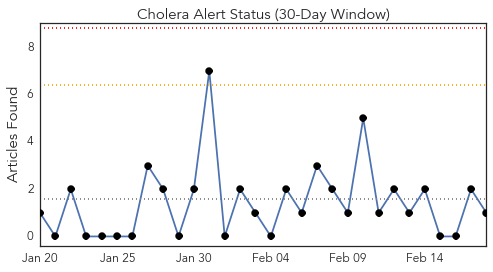 Cholera Alert Status (30-Day Window)
Articles Found
8
6
4
2
0
Jan 20 Jan 25 Jan 30 Feb 04 Feb 09 Feb 14